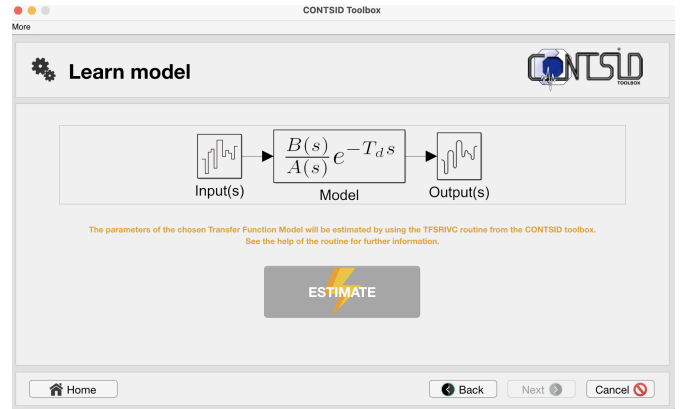 CONTSID Toolbox
More
Learn model
CONTSID
TOOLBOX
B(s)
A(s)
e^{-T_d s}
Input(s)
Model
Output(s)
The parameters of the chosen Transfer Function Model will be estimated by using the TFSRIVC routine from the CONTSID toolbox.
See the help of the routine for further information.
ESTIMATE
Home
Back
Next
Cancel